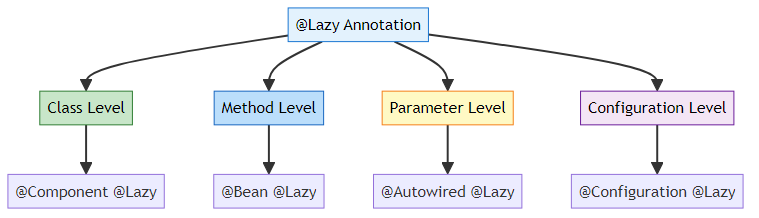 @Lazy Annotation
Class Level
Method Level
Parameter Level
Configuration Level
@Component @Lazy
@Bean @Lazy
@Autowired @Lazy
@Configuration @Lazy